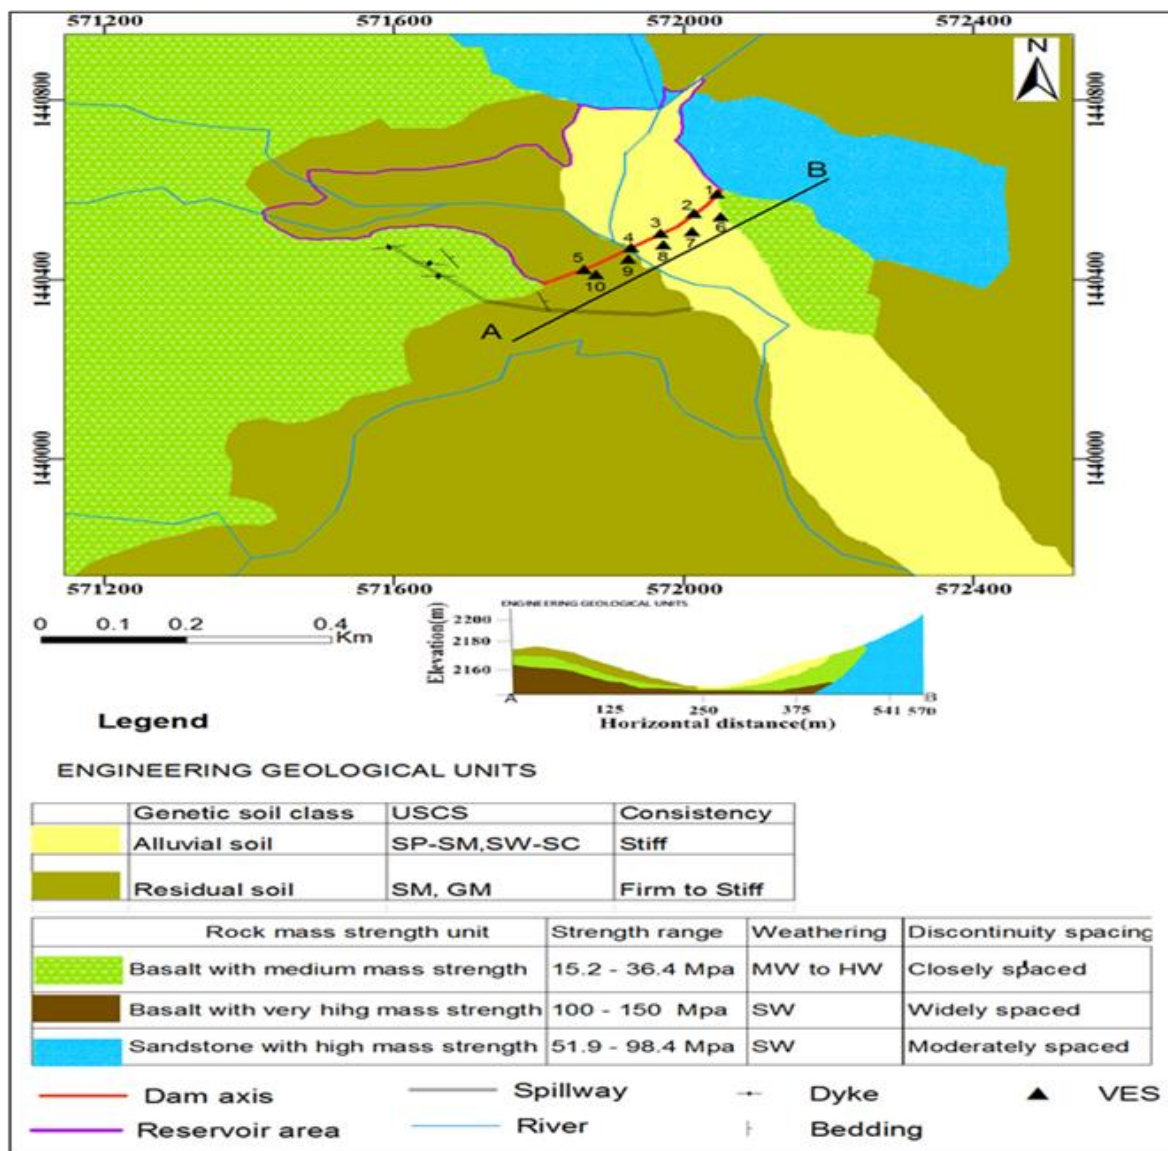 571200 571600 572000 572400
N
1440800 1440800
B
1
2
3 6
4 7
5 8
9
10
1440400 1440400
A
1440000 1440000
571200 571600 572000 572400
ENGINEERING GEOLOGICAL UNITS
0 0.1 0.2 0.4
Km
Elevation(m)
2200
2180
2160
A B
125 250 375 541 570
Horizontal distance(m)
Legend
ENGINEERING GEOLOGICAL UNITS
Genetic soil class USCS Consistency
Alluvial soil SP-SM,SW-SC Stiff
Residual soil SM, GM Firm to Stiff
Rock mass strength unit Strength range Weathering Discontinuity spacing
Basalt with medium mass strength 15.2 - 36.4 Mpa MW to HW Closely spaced
Basalt with very hihg mass strength 100 - 150 Mpa SW Widely spaced
Sandstone with high mass strength 51.9 - 98.4 Mpa SW Moderately spaced
Dam axis Spillway Dyke VES
Reservoir area River Bedding